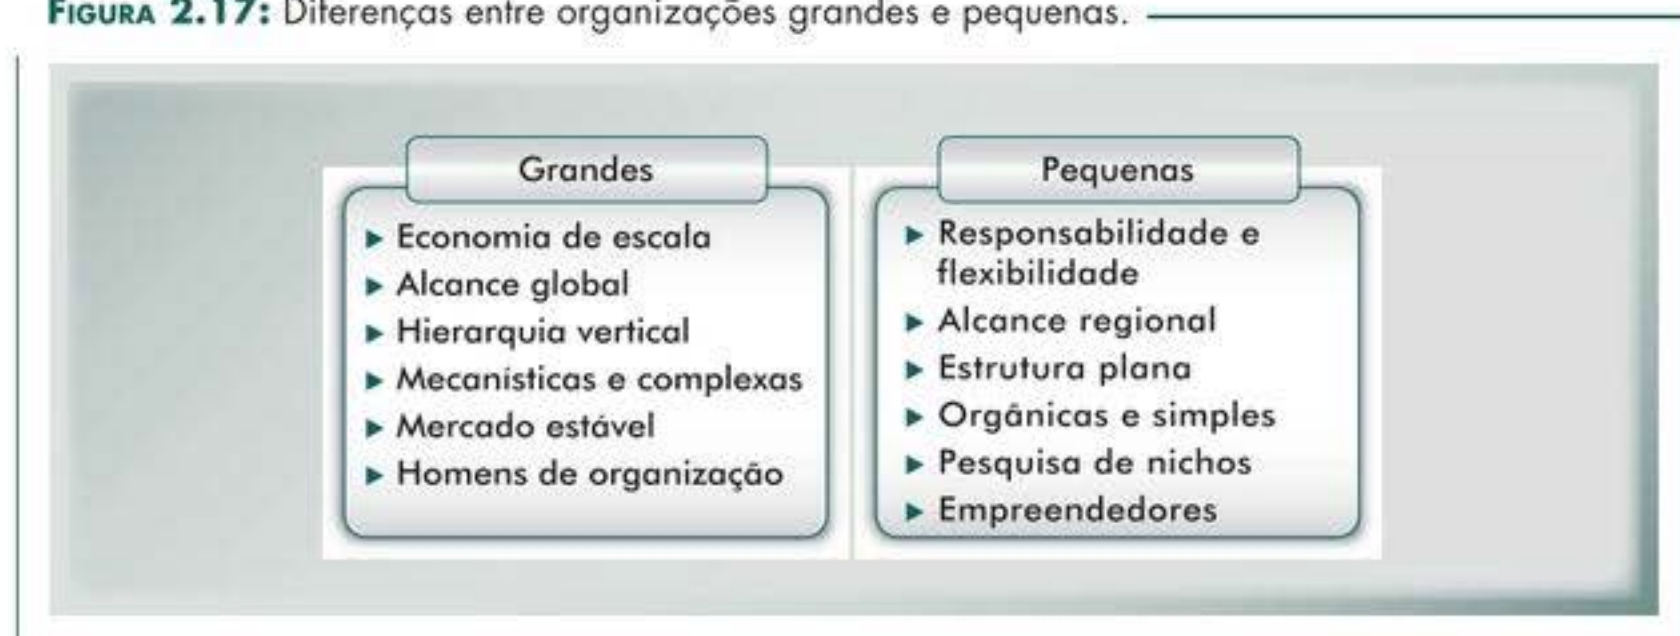 FIGURA 2.17: Diferenças entre organizações grandes e pequenas.
Grandes
► Economia de escala
► Alcance global
► Hierarquia vertical
► Mecanísticas e complexas
► Mercado estável
► Homens de organização
Pequenas
► Responsabilidade e
flexibilidade
► Alcance regional
► Estrutura plana
► Orgânicas e simples
► Pesquisa de nichos
► Empreendedores